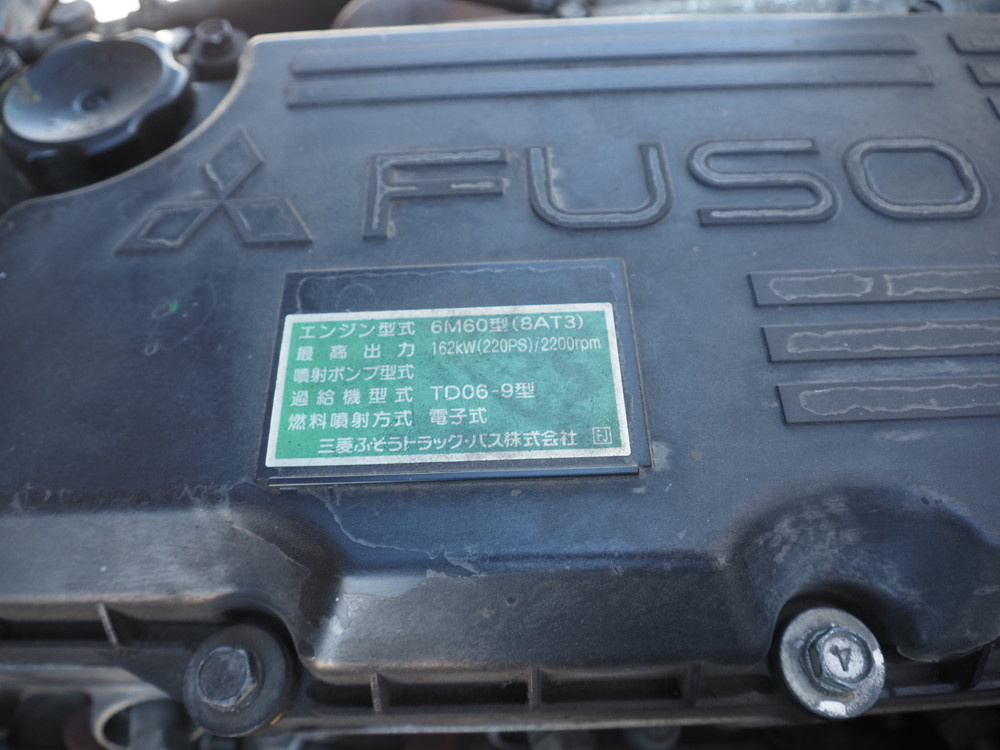 FUSO
エンジン型式 6M60型(8AT3)
最高出力 162kW(220PS)/2200rpm
噴射ポンプ型式
過給機型式 TD06-9型
燃料噴射方式 電子式
三菱ふそうトラック・バス株式会社
4